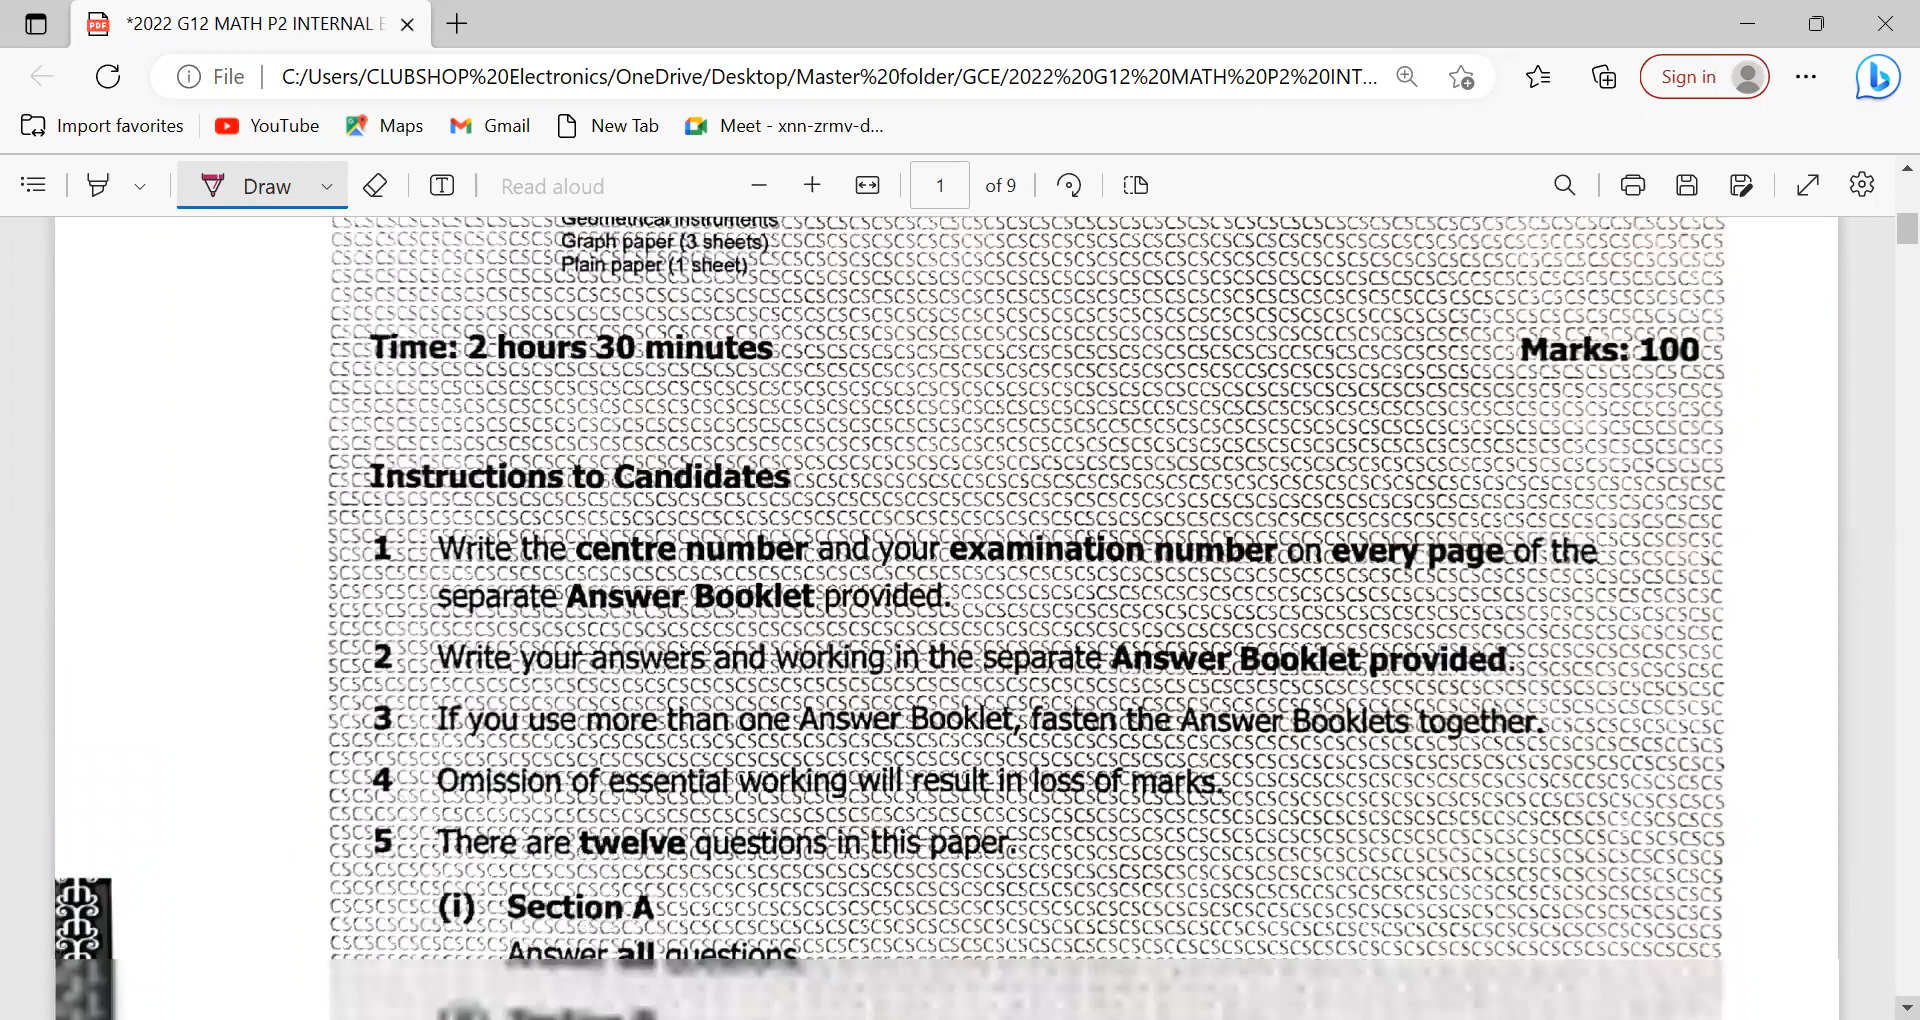 *2022 G12 MATH P2 INTERNAL E
File
C:/Users/CLUBSHOP%20Electronics/OneDrive/Desktop/Master%20folder/GCE/2022%20G12%20MATH%20P2%20INT...
Sign in
Import favorites
YouTube
Maps
Gmail
New Tab
Meet - xnn-zrmv-d...
Draw
Read aloud
1 of 9
Geometrical instruments
Graph paper (3 sheets)
Plain paper (1 sheet)
Time: 2 hours 30 minutes
Marks: 100
Instructions to Candidates
1 Write the centre number and your examination number on every page of the
separate Answer Booklet provided.
2 Write your answers and working in the separate Answer Booklet provided.
3 If you use more than one Answer Booklet, fasten the Answer Booklets together.
4 Omission of essential working will result in loss of marks.
5 There are twelve questions in this paper.
(i) Section A
Answer all questions